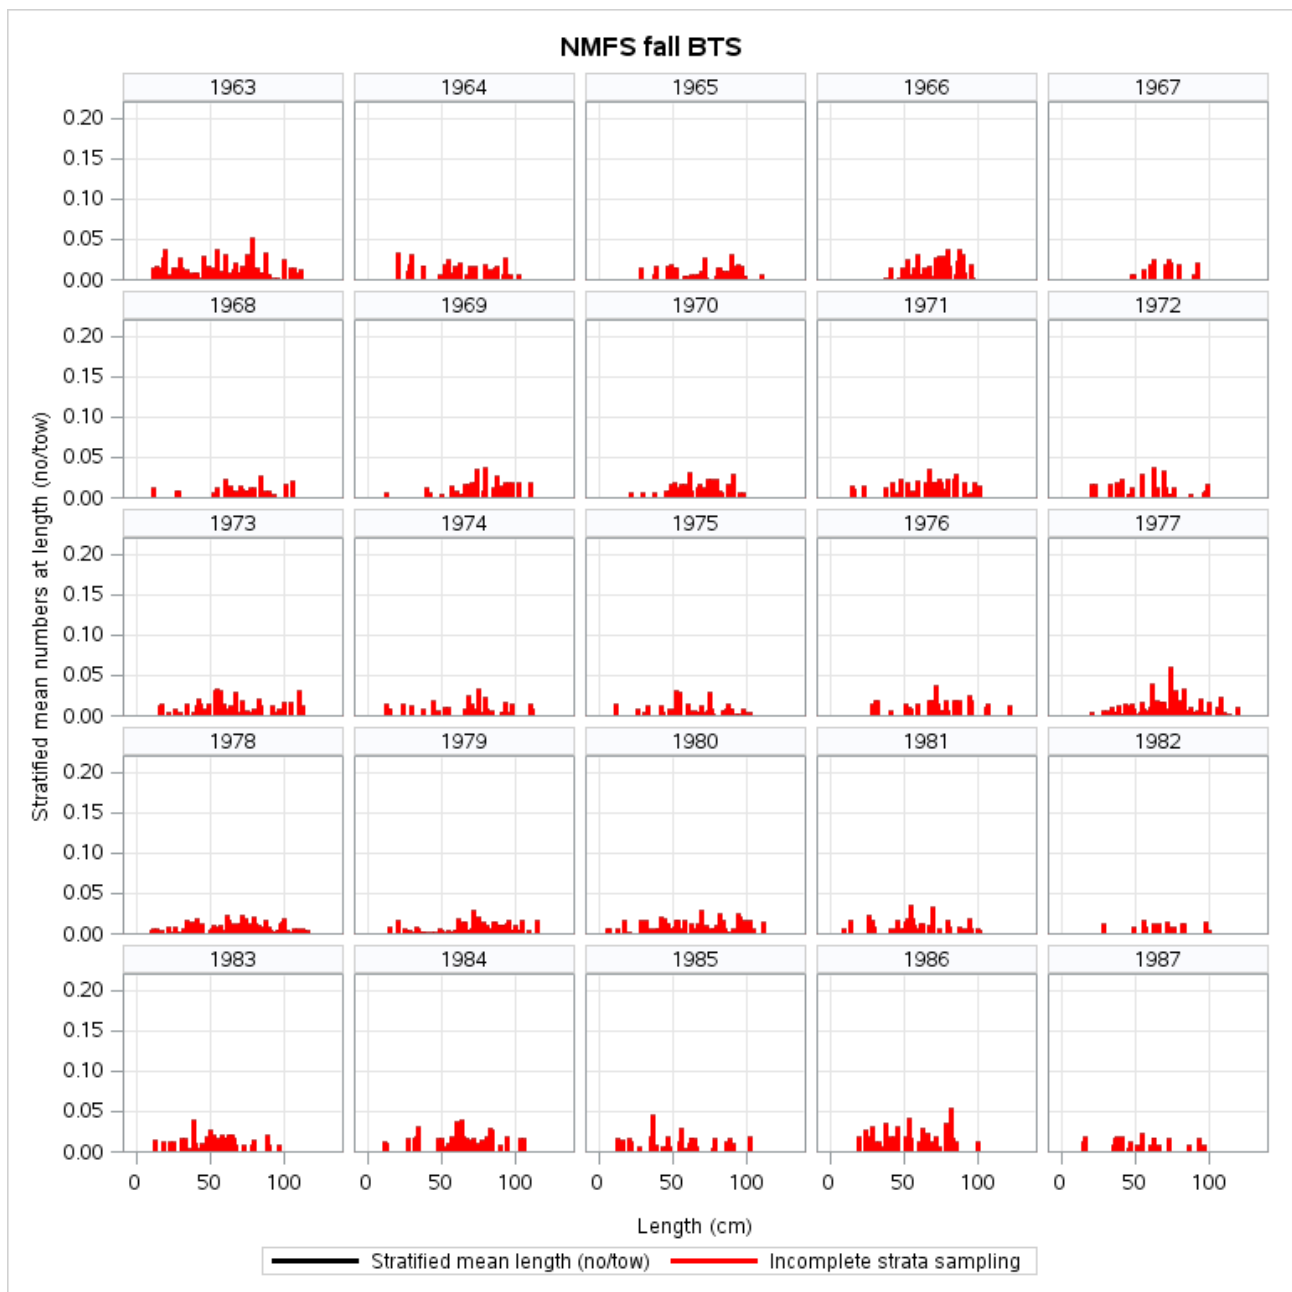 NMFS fall BTS
1963 1964 1965 1966 1967
0.20
0.15
0.10
0.05
0.00
1968 1969 1970 1971 1972
0.20
0.15
0.10
0.05
0.00
1973 1974 1975 1976 1977
0.20
0.15
0.10
0.05
0.00
1978 1979 1980 1981 1982
0.20
0.15
0.10
0.05
0.00
1983 1984 1985 1986 1987
0.20
0.15
0.10
0.05
0.00
Stratified mean numbers at length (no/tow)
0 50 100 0 50 100 0 50 100 0 50 100 0 50 100
Length (cm)
Stratified mean length (no/tow) Incomplete strata sampling